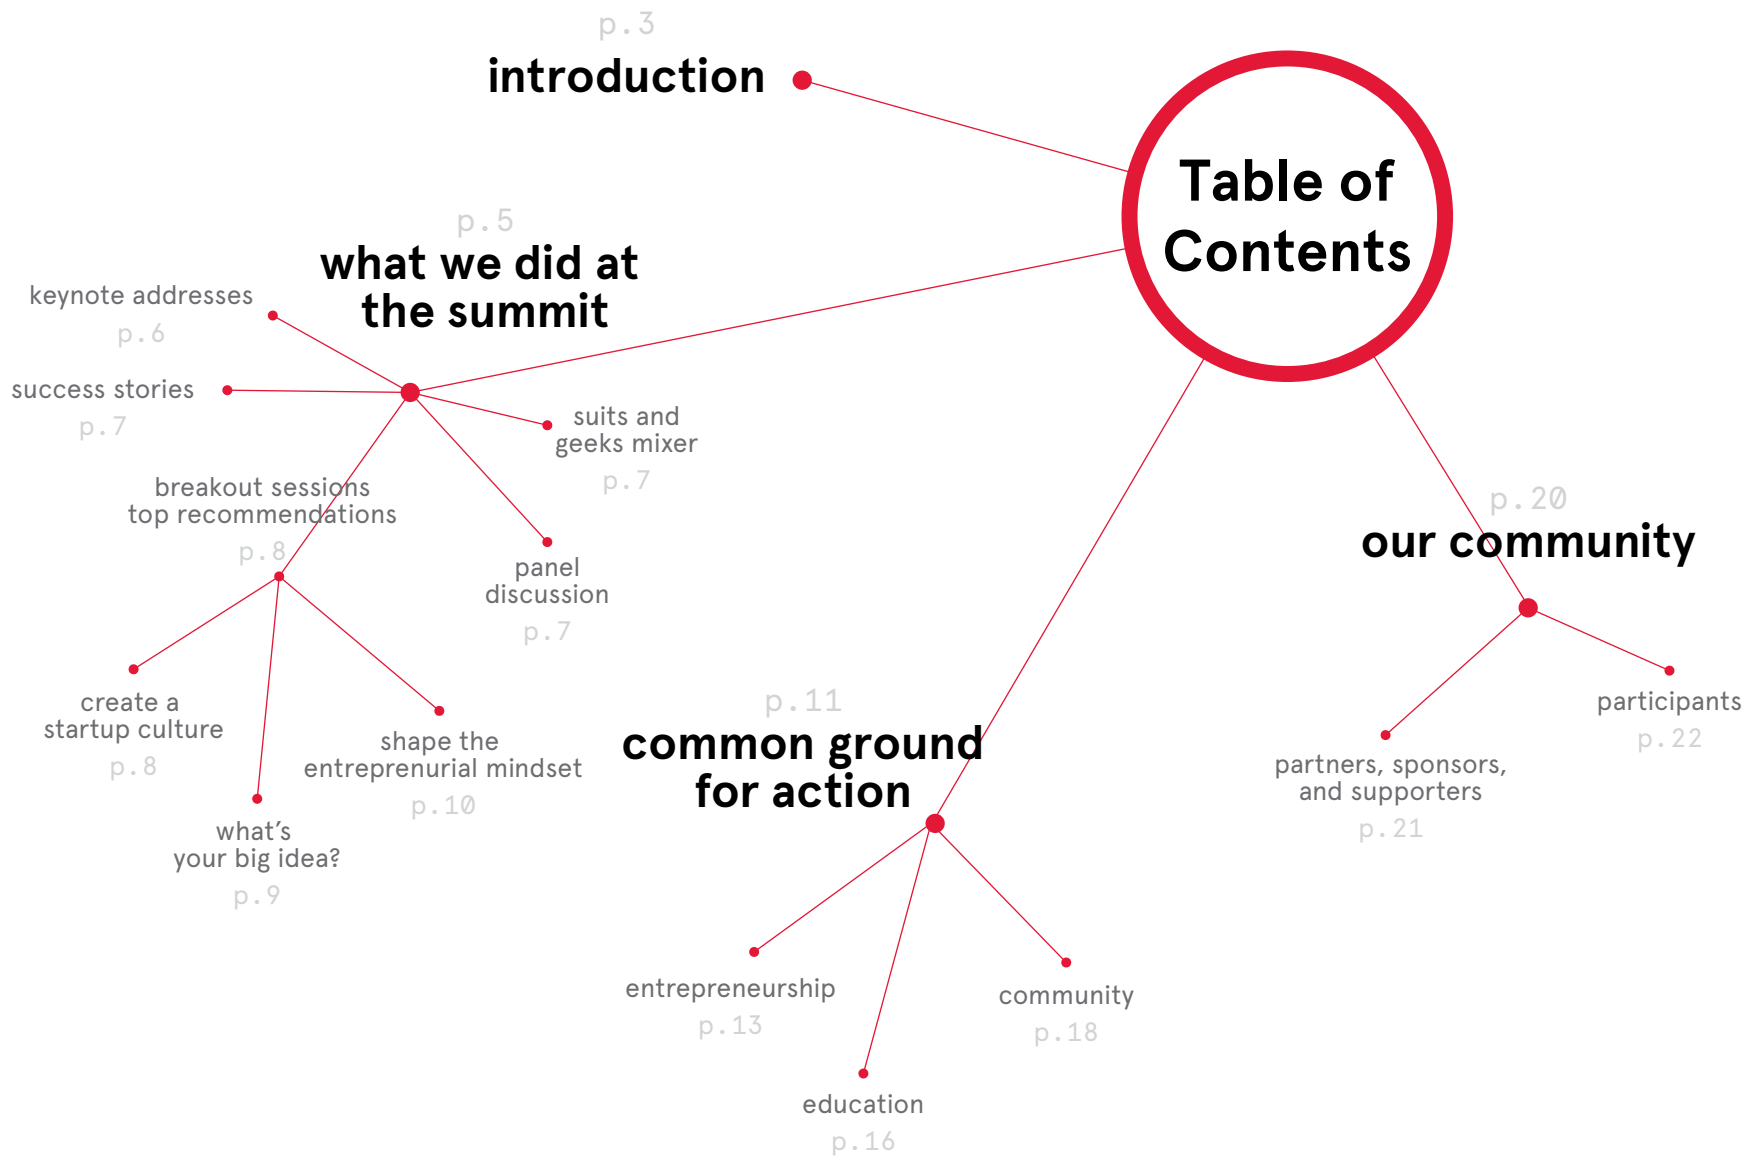 Table of
Contents
p.3
introduction
p.5
what we did at
the summit
keynote addresses
p.6
success stories
p.7
breakout sessions
top recommendations
p.8
create a
startup culture
p.8
what's
your big idea?
p.9
shape the
entreprenurial mindset
p.10
panel
discussion
p.7
suits and
geeks mixer
p.7
p.11
common ground
for action
entrepreneurship
p.13
education
p.16
community
p.18
p.20
our community
partners, sponsors,
and supporters
p.21
participants
p.22